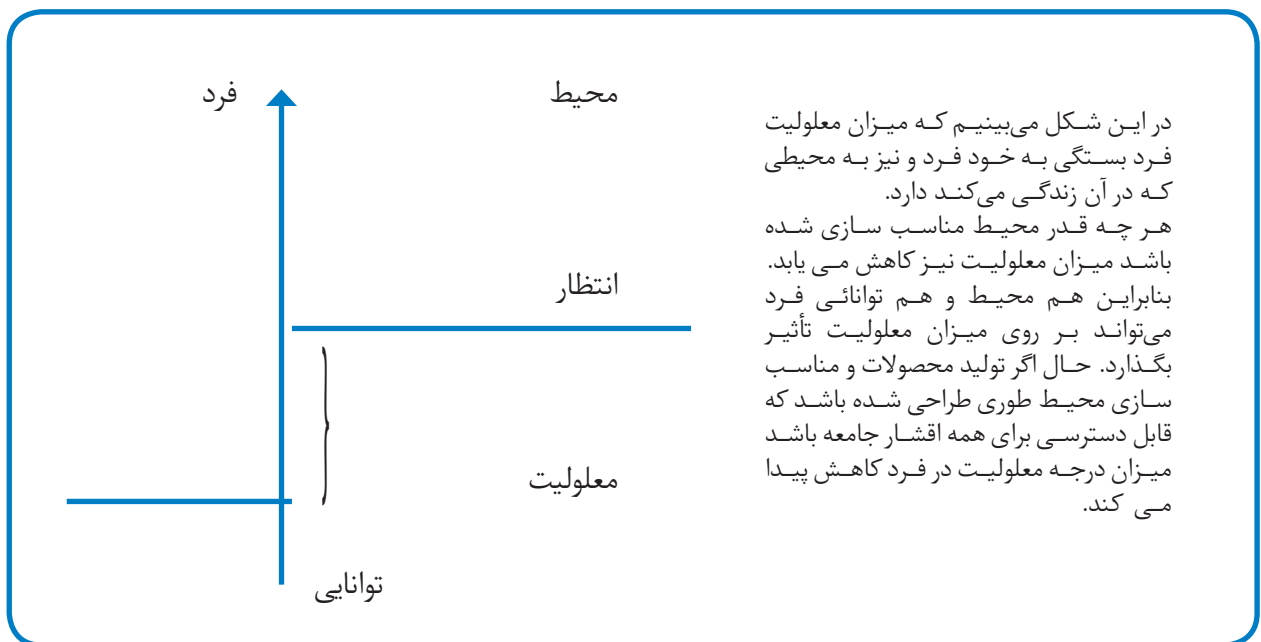 در این شکل می‌بینیم که میزان معلولیت
فرد بستگی به خود فرد و نیز به محیطی
که در آن زندگی می‌کند دارد.
هر چه قدر محیط مناسب سازی شده
باشد میزان معلولیت نیز کاهش می یابد.
بنابراین هم محیط و هم توانائی فرد
می‌تواند بر روی میزان معلولیت تأثیر
بگذارد. حال اگر تولید محصولات و مناسب
سازی محیط طوری طراحی شده باشد که
قابل دسترسی برای همه اقشار جامعه باشد
میزان درجه معلولیت در فرد کاهش پیدا
می کند.
محیط
فرد
انتظار
معلولیت
توانایی